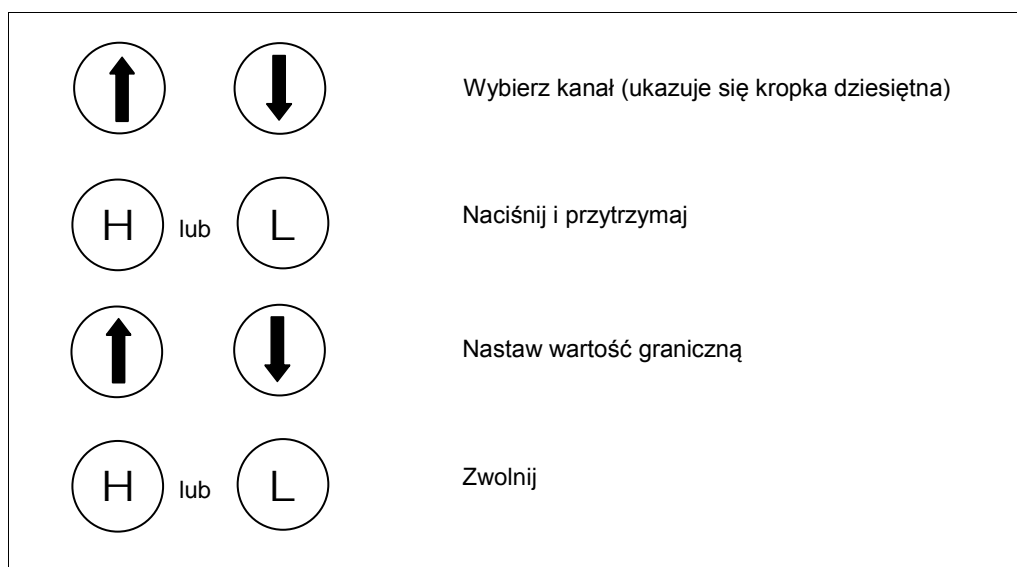 Wybierz kanał (ukazuje się kropka dziesiętna)
H lub L Naciśnij i przytrzymaj
Nastaw wartość graniczną
H lub L Zwolnij